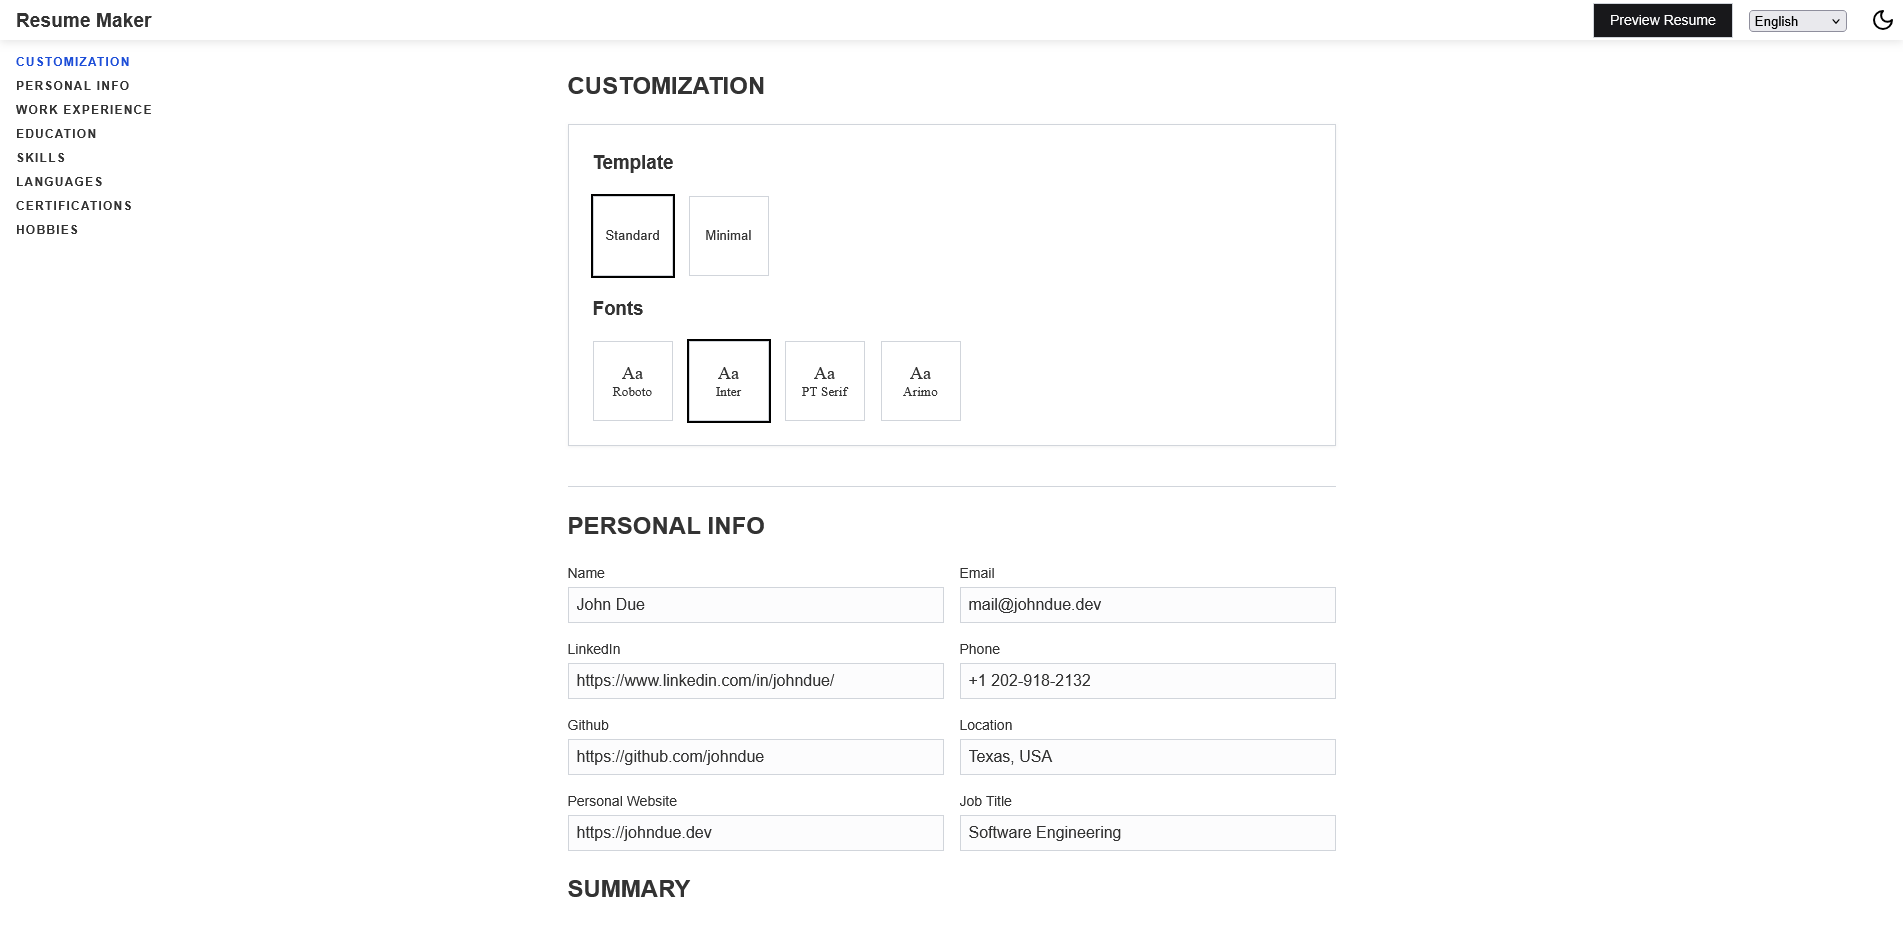 Resume Maker
Preview Resume
English
CUSTOMIZATION
PERSONAL INFO
WORK EXPERIENCE
EDUCATION
SKILLS
LANGUAGES
CERTIFICATIONS
HOBBIES
CUSTOMIZATION
Template
Standard Minimal
Fonts
Aa Aa Aa Aa
Roboto Inter PT Serif Arimo
PERSONAL INFO
Name Email
John Due mail@johndue.dev
LinkedIn Phone
https://www.linkedin.com/in/johndue/ +1 202-918-2132
Github Location
https://github.com/johndue Texas, USA
Personal Website Job Title
https://johndue.dev Software Engineering
SUMMARY